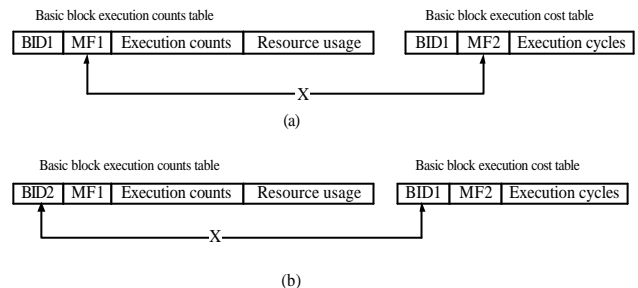 Basic block execution counts table Basic block execution cost table
BID1 MF1 Execution counts Resource usage BID1 MF2 Execution cycles
X
(a)
Basic block execution counts table Basic block execution cost table
BID2 MF1 Execution counts Resource usage BID1 MF2 Execution cycles
X
(b)